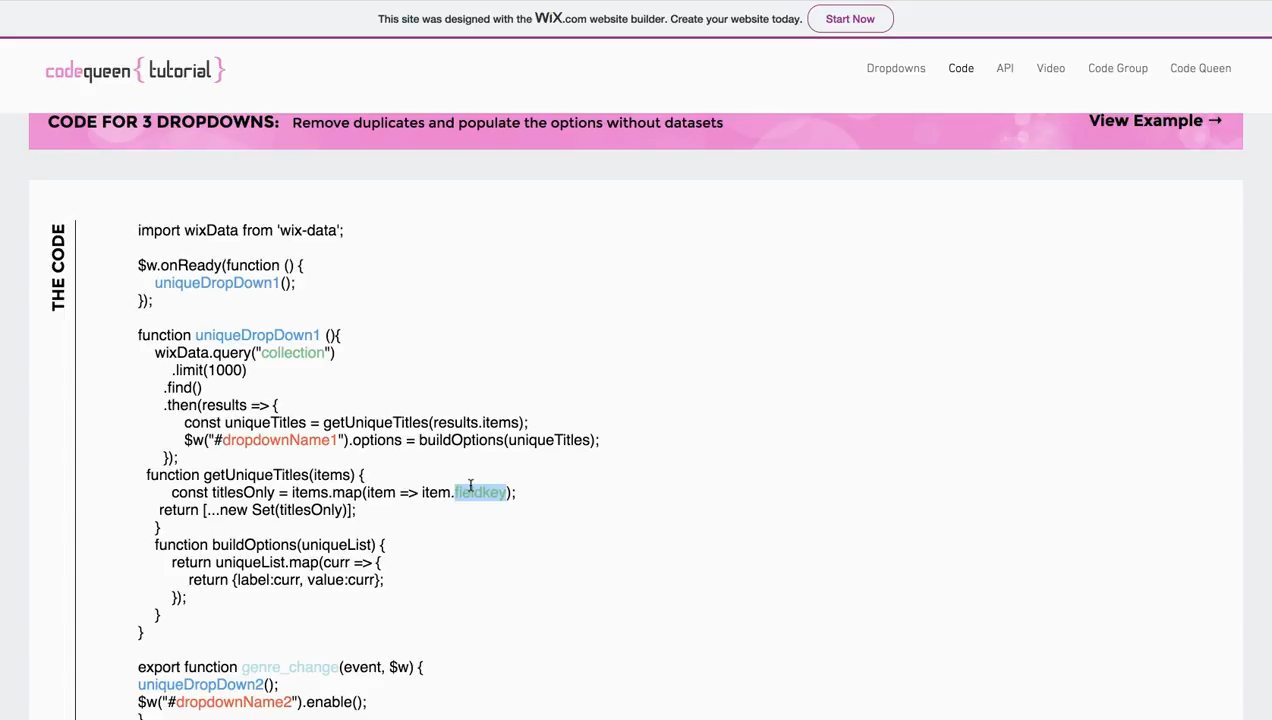 This site was designed with the WiX.com website builder. Create your website today. Start Now
codequeen{tutorial} Dropdowns Code API Video Code Group Code Queen
CODE FOR 3 DROPDOWNS: Remove duplicates and populate the options without datasets View Example →
THE CODE
import wixData from 'wix-data';
$w.onReady(function () {
uniqueDropDown1();
});
function uniqueDropDown1 (){
wixData.query("collection")
.limit(1000)
.find()
.then(results => {
const uniqueTitles = getUniqueTitles(results.items);
$w("#dropdownName1").options = buildOptions(uniqueTitles);
});
function getUniqueTitles(items) {
const titlesOnly = items.map(item => item.fieldkey);
return [...new Set(titlesOnly)];
}
function buildOptions(uniqueList) {
return uniqueList.map(curr => {
return {label:curr, value:curr};
});
}
}
export function genre_change(event, $w) {
uniqueDropDown2();
$w("#dropdownName2").enable();
}